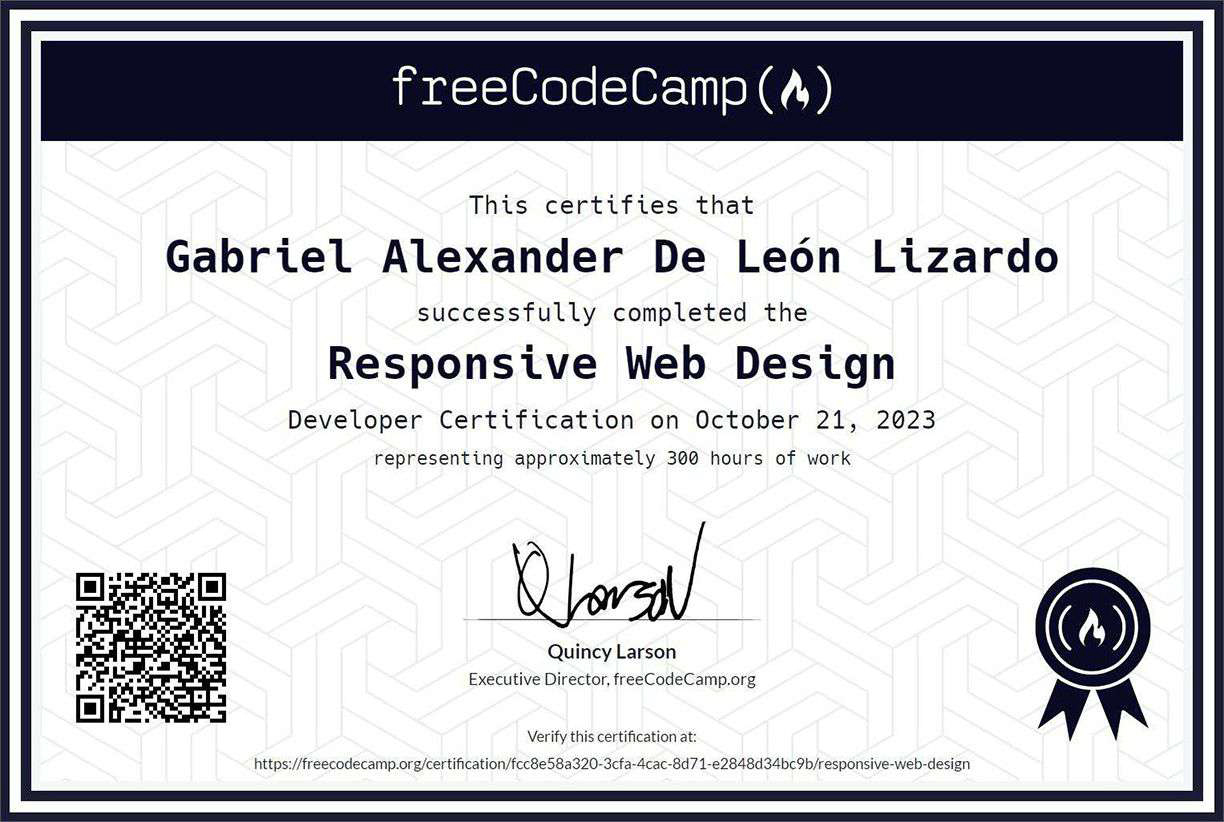 freeCodeCamp(🔥)
This certifies that
Gabriel Alexander De León Lizardo
successfully completed the
Responsive Web Design
Developer Certification on October 21, 2023
representing approximately 300 hours of work
Q Larson
Quincy Larson
Executive Director, freeCodeCamp.org
Verify this certification at:
https://freecodecamp.org/certification/fcc8e58a320-3cfa-4cac-8d71-e2848d34bc9b/responsive-web-design